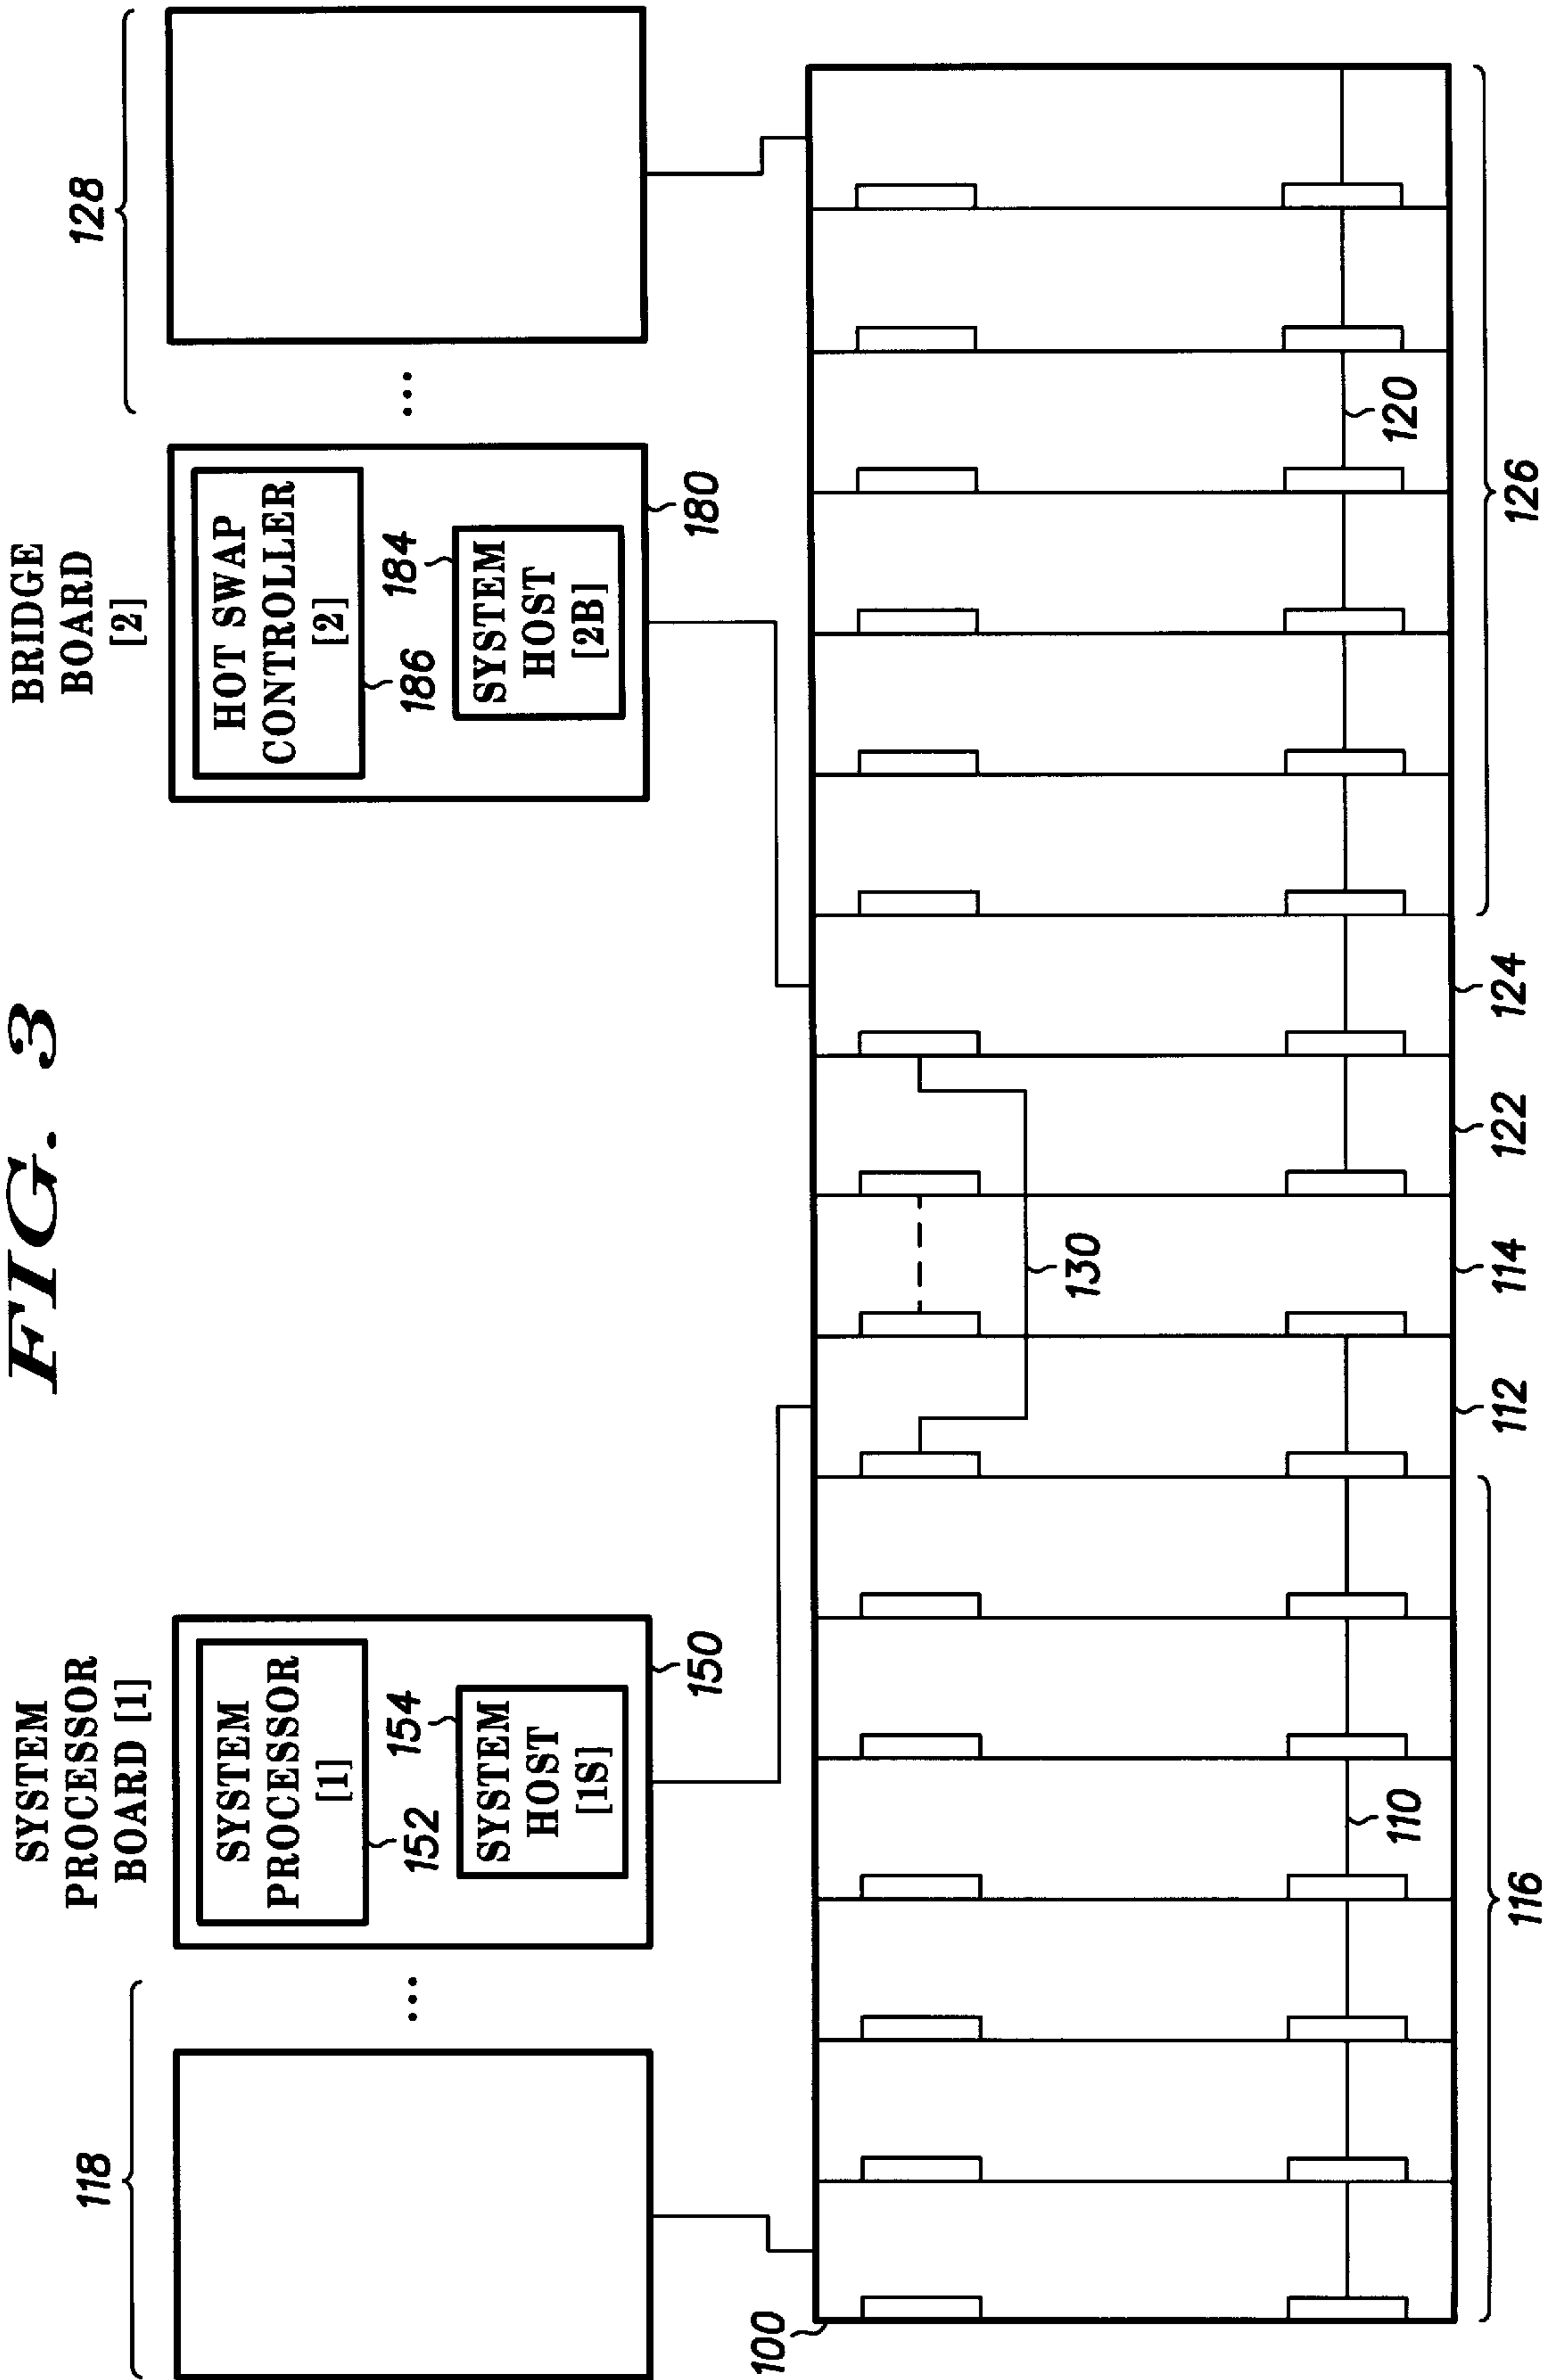 FIG. 3
118
SYSTEM
PROCESSOR
BOARD [1]
SYSTEM
PROCESSOR
[1]
152
154
SYSTEM
HOST
[1S]
150
...
BRIDGE
BOARD
[2]
HOT SWAP
CONTROLLER
[2]
186
184
SYSTEM
HOST
[2B]
180
...
128
100
130
110
120
116
112
114
122
124
126